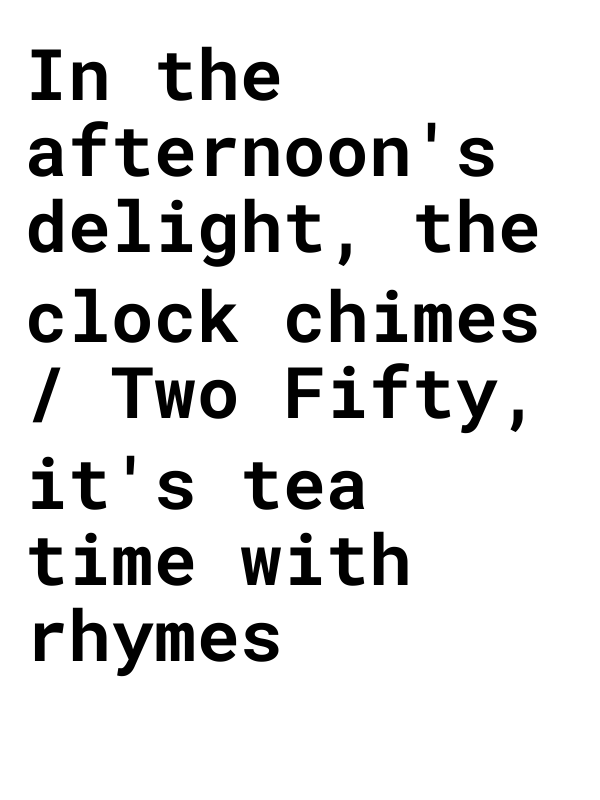 In the
afternoon's
delight, the
clock chimes
/ Two Fifty,
it's tea
time with
rhymes